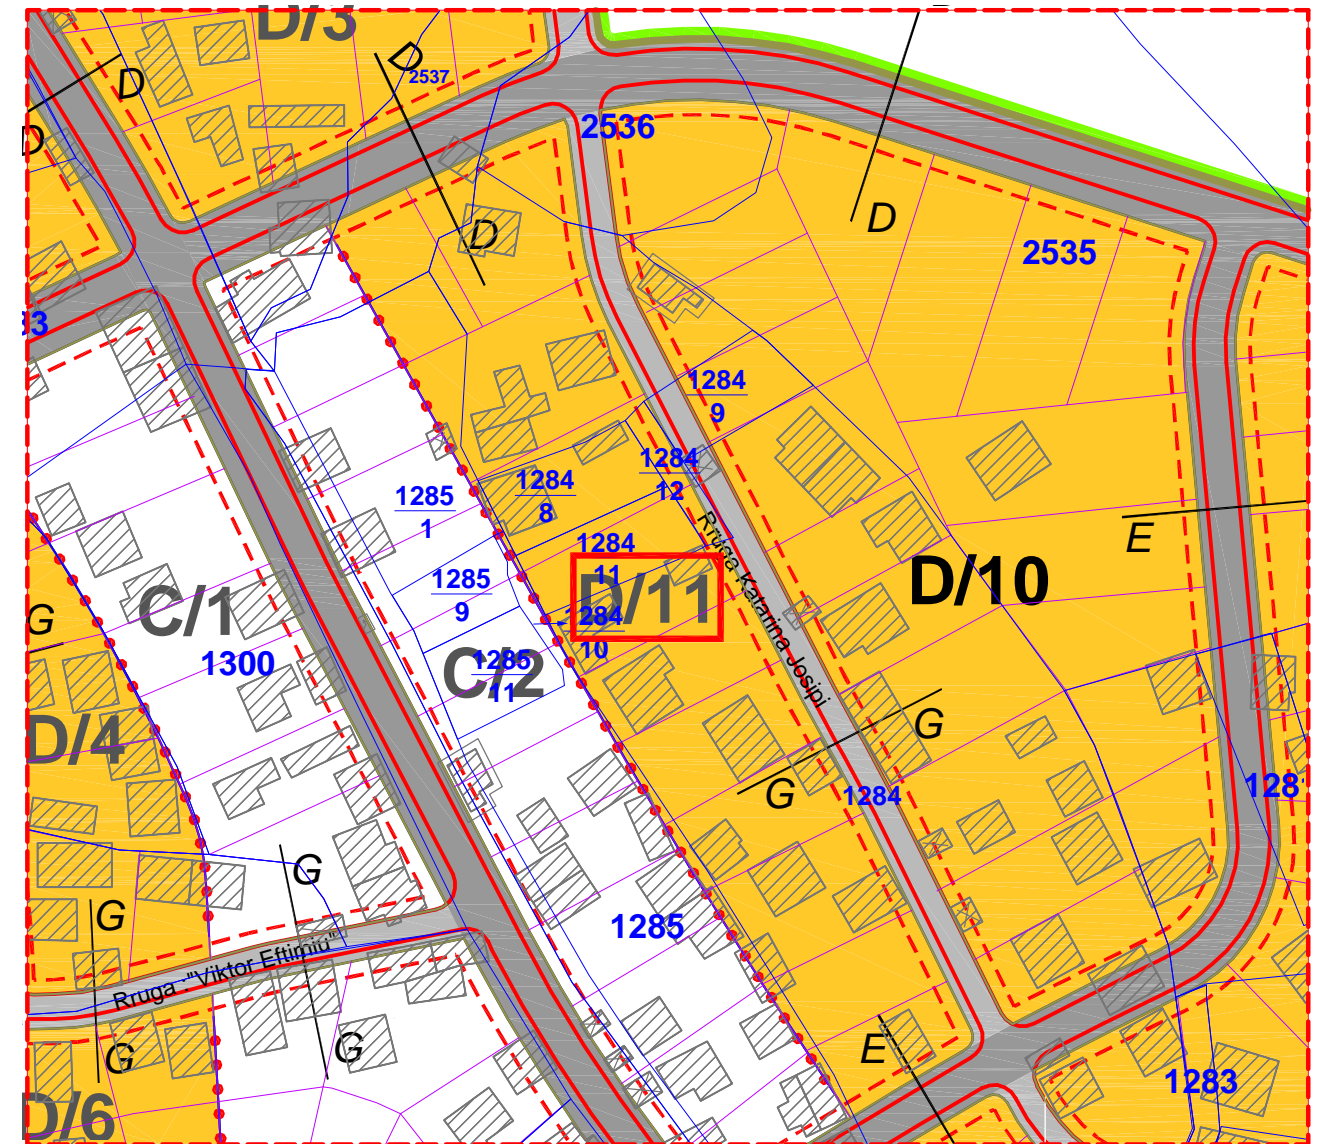 D/3
D
D
2537
D
2536
D
D
2535
33
1284
9
1284
12
1284
8
1285
1
E
Rruga Katarina Josipi
1284
11
D/11
1285
9
D/10
C/1
G
284
10
1300
C/2
1285
11
D/4
G
G
1284
128
G
G
1285
Rruga :"Viktor Eftimiu"
G
G
E
1283
D/6